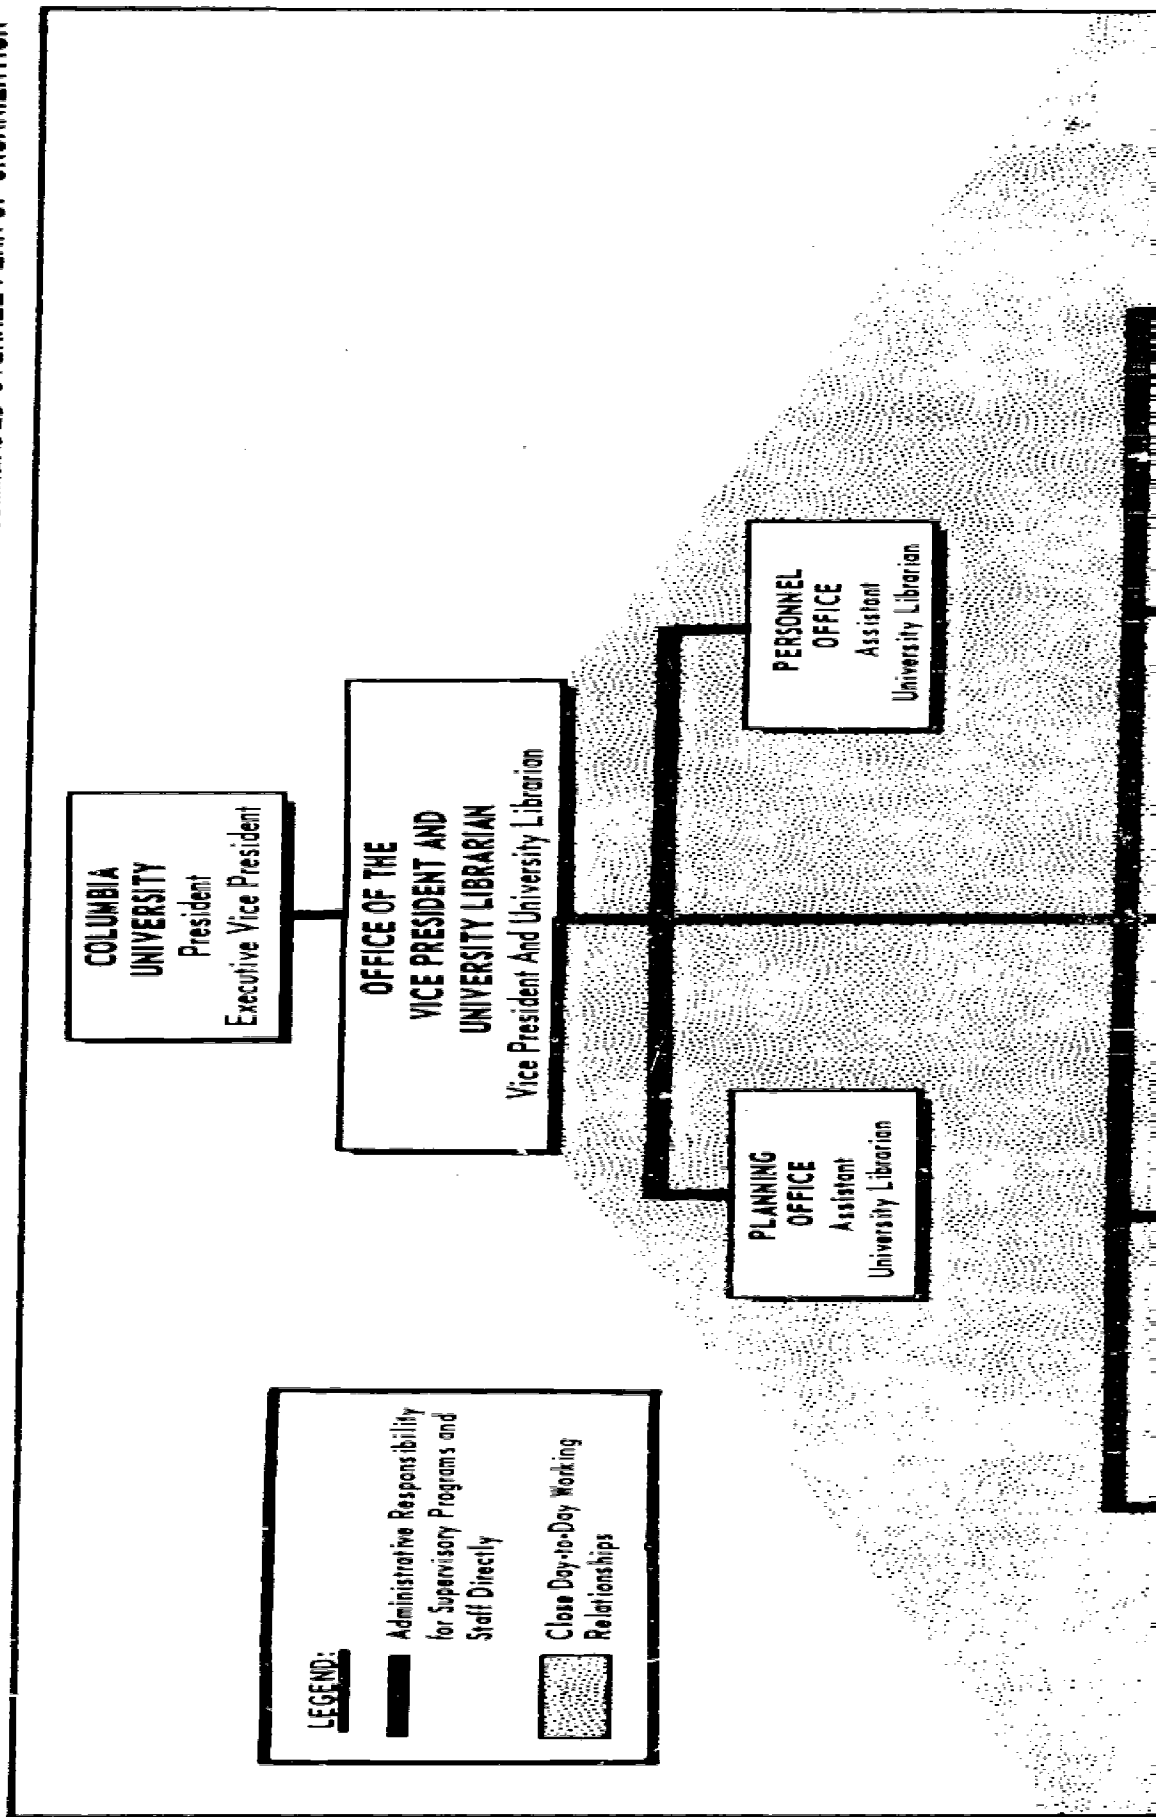 COLUMBIA
UNIVERSITY
President
Executive Vice President
OFFICE OF THE
VICE PRESIDENT AND
UNIVERSITY LIBRARIAN
Vice President And University Librarian
LEGEND:
Administrative Responsibility
for Supervisory Programs and
Staff Directly
Close Day-to-Day Working
Relationships
PLANNING
OFFICE
Assistant
University Librarian
PERSONNEL
OFFICE
Assistant
University Librarian